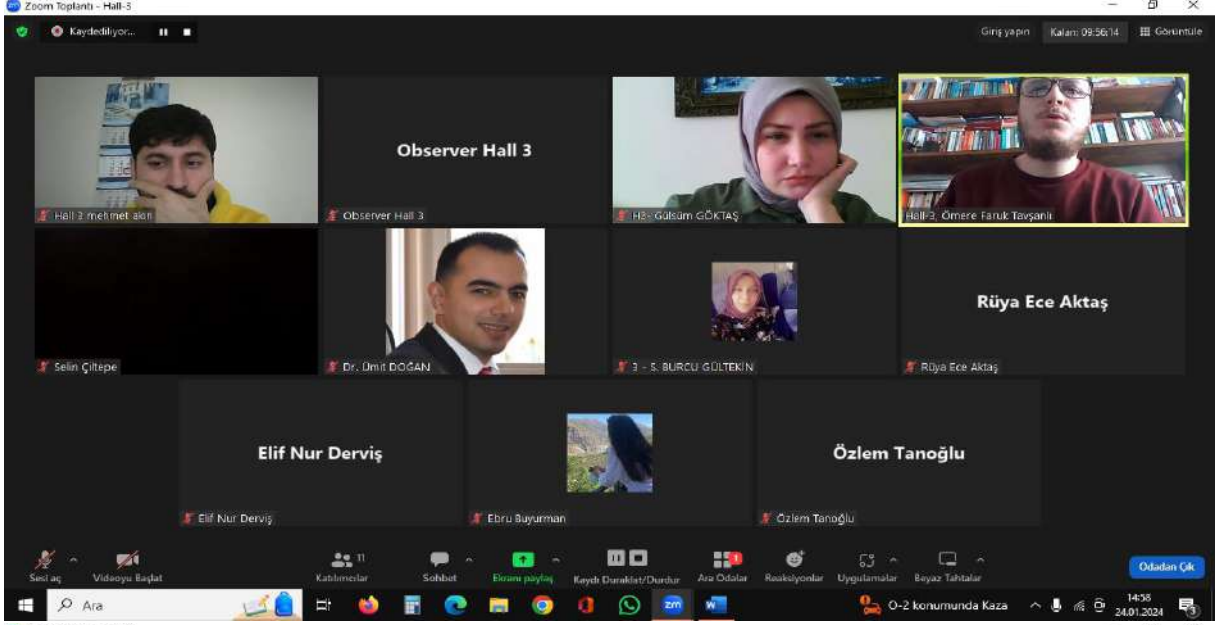 Zoom Toplantı - Hall-3
Kaydediliyor...
Giriş yapın
Kalan: 09:56:14
Görüntüle
Observer Hall 3
Hall 3 mehmet akın
Observer Hall 3
H3- Gülsüm GÖKTAŞ
Hall-3, Ömere Faruk Tavşanlı
Rüya Ece Aktaş
Selin Çiltepe
Dr. Ümit DOĞAN
3 - S. BURCU GÜLTEKİN
Rüya Ece Aktaş
Elif Nur Derviş
Özlem Tanoğlu
Elif Nur Derviş
Ebru Buyurman
Özlem Tanoğlu
11
1
Sesi aç
Videoyu Başlat
Katılımcılar
Sohbet
Ekranı paylaş
Kaydı Duraklat/Durdur
Ara Odalar
Reaksiyonlar
Uygulamalar
Beyaz Tahtalar
Odadan Çık
Ara
zm
0-2 konumunda Kaza
14:58
24.01.2024
3